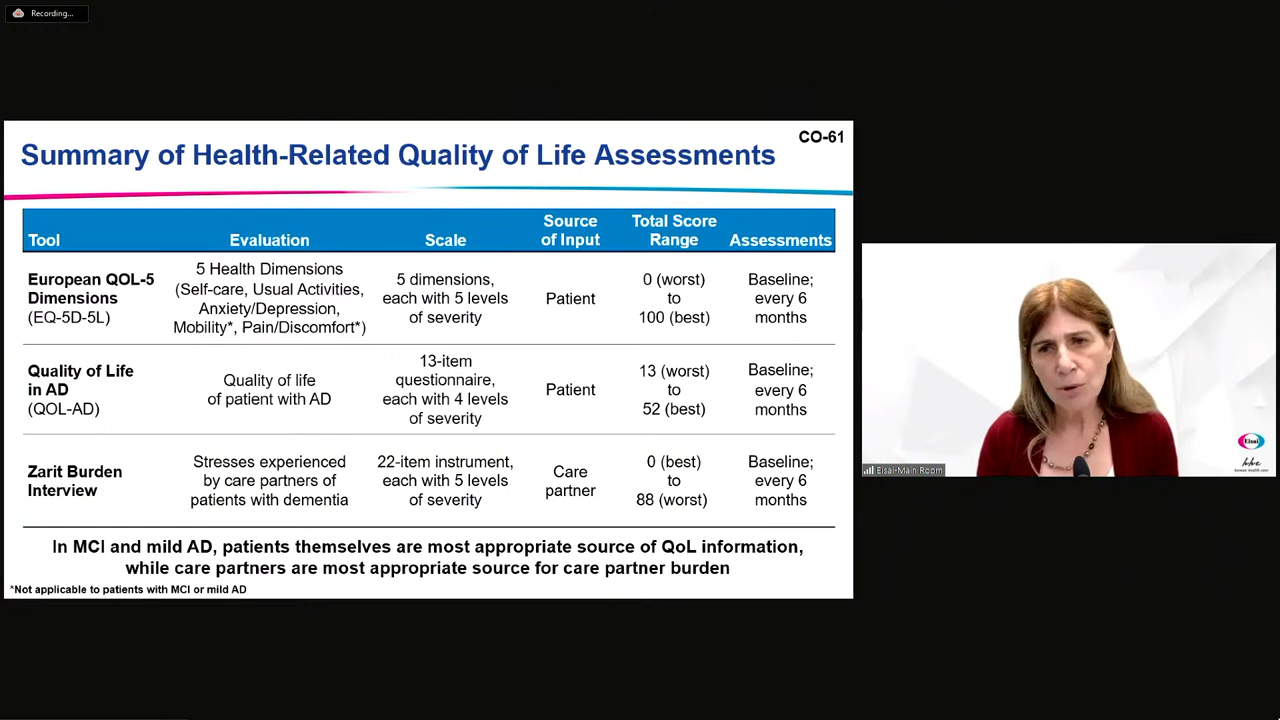 Recording...
CO-61
Summary of Health-Related Quality of Life Assessments
Tool
Evaluation
Scale
Source
of Input
Total Score
Range
Assessments
European QOL-5
Dimensions
(EQ-5D-5L)
5 Health Dimensions
(Self-care, Usual Activities,
Anxiety/Depression,
Mobility*, Pain/Discomfort*)
5 dimensions,
each with 5 levels
of severity
Patient
0 (worst)
to
100 (best)
Baseline;
every 6
months
Quality of Life
in AD
(QOL-AD)
Quality of life
of patient with AD
13-item
questionnaire,
each with 4 levels
of severity
Patient
13 (worst)
to
52 (best)
Baseline;
every 6
months
Zarit Burden
Interview
Stresses experienced
by care partners of
patients with dementia
22-item instrument,
each with 5 levels
of severity
Care
partner
0 (best)
to
88 (worst)
Baseline;
every 6
months
In MCI and mild AD, patients themselves are most appropriate source of QoL information,
while care partners are most appropriate source for care partner burden
*Not applicable to patients with MCI or mild AD
Eisai-Main Room
Eisai
hhc
human health care